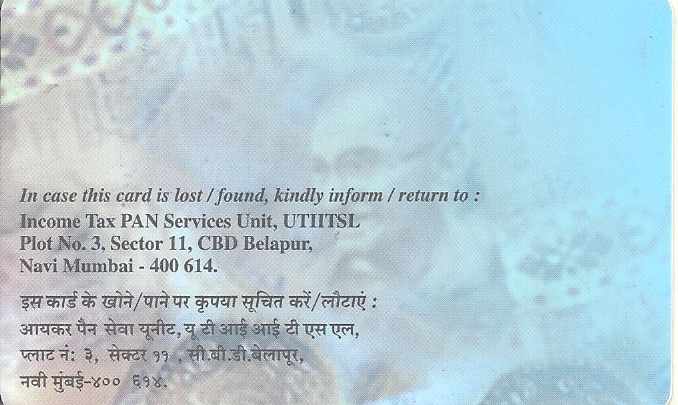 In case this card is lost / found, kindly inform / return to :
Income Tax PAN Services Unit, UTIITSL
Plot No. 3, Sector 11, CBD Belapur,
Navi Mumbai - 400 614.
इस कार्ड के खोने/पाने पर कृपया सूचित करें/लौटाएं :
आयकर पैन सेवा यूनीट, यू टी आई आई टी एस एल,
प्लाट नं: ३, सेक्टर ११ , सी.बी.डी.बेलापूर,
नवी मुंबई-४०० ६१४.